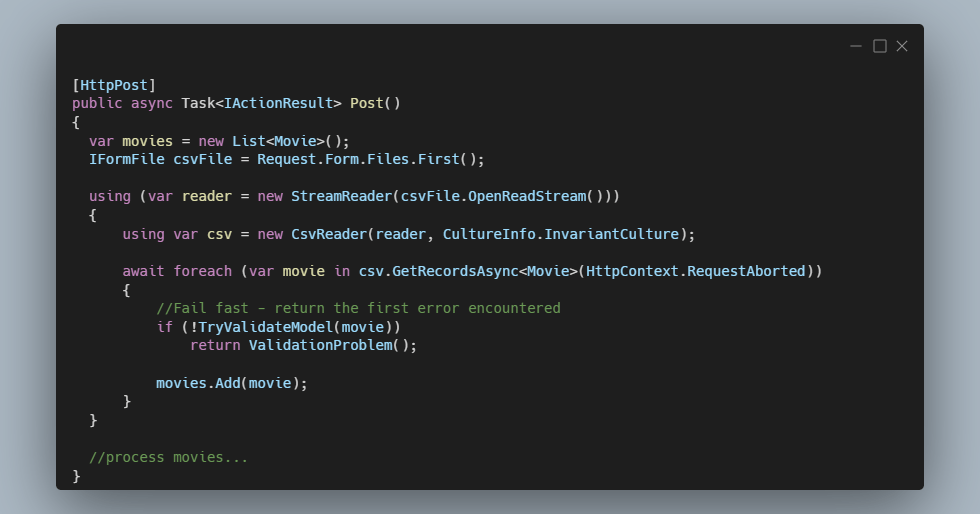 [HttpPost]
public async Task<IActionResult> Post()
{
  var movies = new List<Movie>();
  IFormFile csvFile = Request.Form.Files.First();

  using (var reader = new StreamReader(csvFile.OpenReadStream()))
  {
      using var csv = new CsvReader(reader, CultureInfo.InvariantCulture);

      await foreach (var movie in csv.GetRecordsAsync<Movie>(HttpContext.RequestAborted))
      {
          //Fail fast - return the first error encountered
          if (!TryValidateModel(movie))
              return ValidationProblem();

          movies.Add(movie);
      }
  }

  //process movies...
}